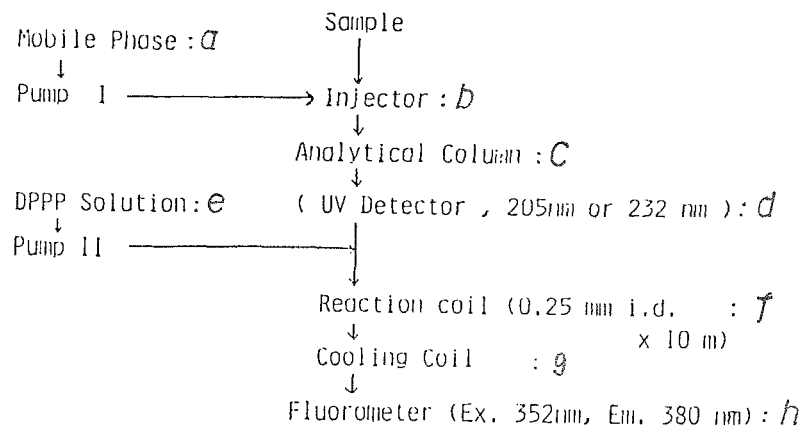 Sample
Mobile Phase : a
Pump I
Injector : b
Analytical Column : c
DPPP Solution : e
( UV Detector , 205nm or 232 nm ) : d
Pump II
Reaction coil (0.25 mm i.d. : f
x 10 m)
Cooling Coil : g
Fluorometer (Ex. 352nm, Em. 380 nm) : h